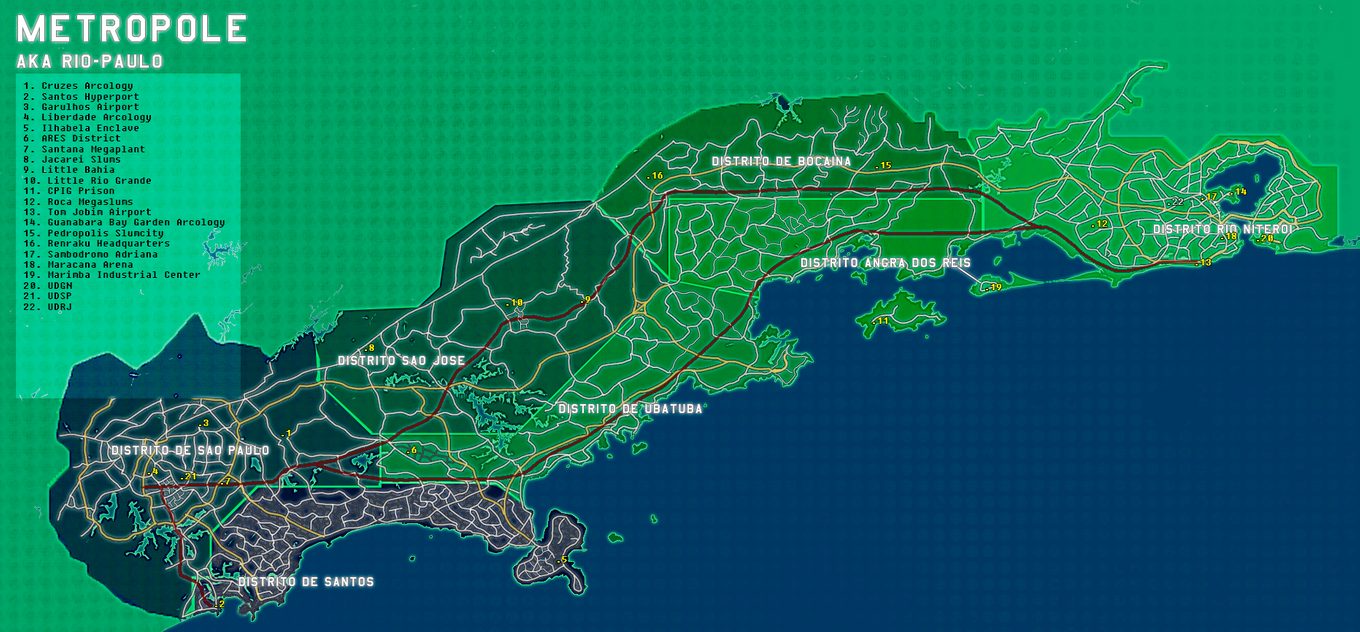 METROPOLE
AKA RIO-PAULO
1. Cruzes Arcology
2. Santos Hyperport
3. Garulhos Airport
4. Liberdade Arcology
5. Ilhabela Enclave
6. ARES District
7. Santana Megaplant
8. Jacarei Slums
9. Little Bahia
10. Little Rio Grande
11. CPIG Prison
12. Roca Megaslums
13. Tom Jobim Airport
14. Guanabara Bay Garden Arcology
15. Pedropolis Sluncity
16. Renraku Headquarters
17. Sambodromo Adriana
18. Maracana Arena
19. Marimba Industrial Center
20. UDGN
21. UDSP
22. UDRJ
DISTRITO DE BOCAINA
.15
.16
.14
.17
.22
.12
DISTRITO RIO NITEROI
.18
.20
DISTRITO ANGRA DOS REIS
.13
.19
.9
.10
.11
.8
DISTRITO SAO JOSE
DISTRITO DE UBATUBA
.3
.1
DISTRITO DE SAO PAULO
.6
.4
.21
.7
.5
DISTRITO DE SANTOS
.2